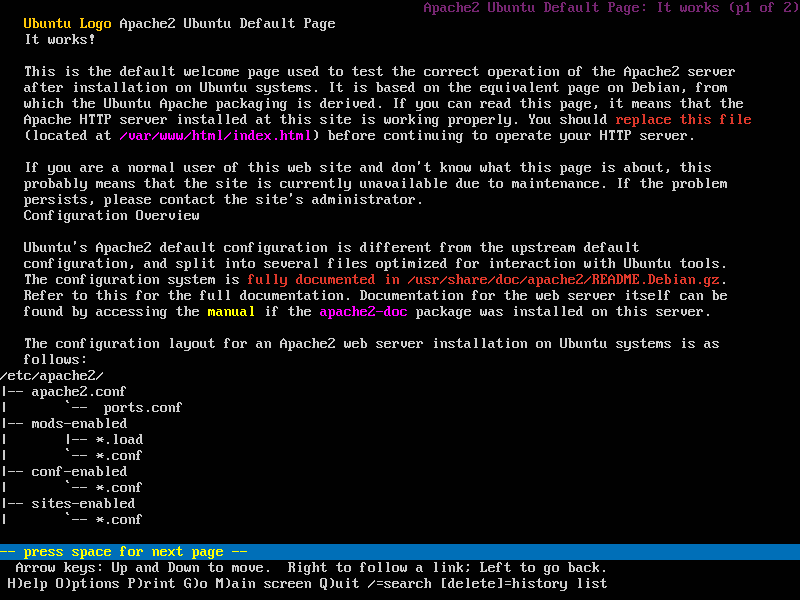 Apache2 Ubuntu Default Page: It works (p1 of 2)
Ubuntu Logo Apache2 Ubuntu Default Page
It works!
This is the default welcome page used to test the correct operation of the Apache2 server
after installation on Ubuntu systems. It is based on the equivalent page on Debian, from
which the Ubuntu Apache packaging is derived. If you can read this page, it means that the
Apache HTTP server installed at this site is working properly. You should replace this file
(located at /var/www/html/index.html) before continuing to operate your HTTP server.
If you are a normal user of this web site and don't know what this page is about, this
probably means that the site is currently unavailable due to maintenance. If the problem
persists, please contact the site's administrator.
Configuration Overview
Ubuntu's Apache2 default configuration is different from the upstream default
configuration, and split into several files optimized for interaction with Ubuntu tools.
The configuration system is fully documented in /usr/share/doc/apache2/README.Debian.gz.
Refer to this for the full documentation. Documentation for the web server itself can be
found by accessing the manual if the apache2-doc package was installed on this server.
The configuration layout for an Apache2 web server installation on Ubuntu systems is as
follows:
/etc/apache2/
|-- apache2.conf
|       `--  ports.conf
|-- mods-enabled
|       |-- *.load
|       `-- *.conf
|-- conf-enabled
|       `-- *.conf
|-- sites-enabled
|       `-- *.conf
-- press space for next page --
Arrow keys: Up and Down to move.  Right to follow a link; Left to go back.
H)elp O)ptions P)rint G)o M)ain screen Q)uit /=search [delete]=history list